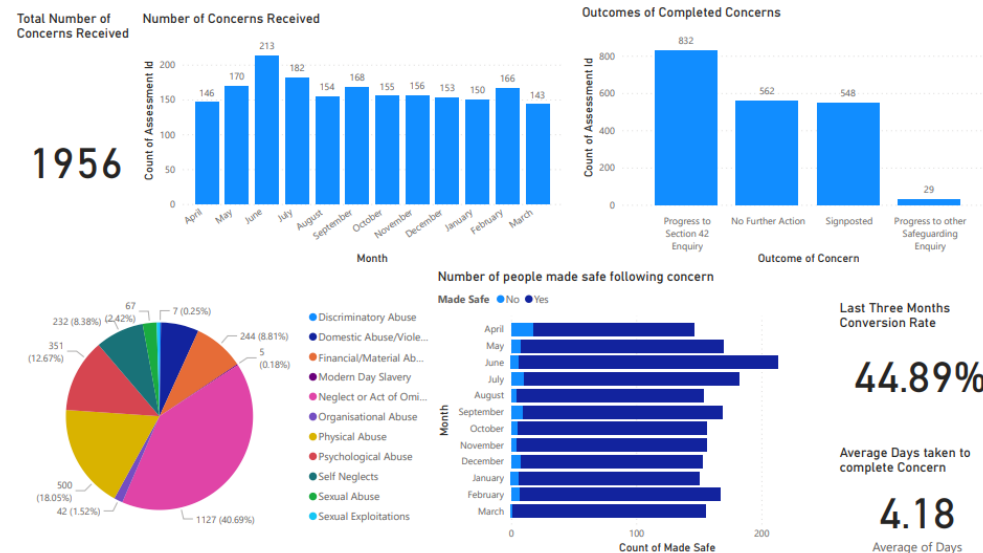 Total Number of
Concerns Received
1956
Number of Concerns Received
Count of Assessment Id
200
150
100
50
0
146
170
213
182
154
168
155
156
153
150
166
143
April
May
June
July
August
September
October
November
December
January
February
March
Month
Outcomes of Completed Concerns
Count of Assessment Id
800
600
400
200
0
832
562
548
29
Progress to
Section 42
Enquiry
No Further Action
Signposted
Progress to other
Safeguarding
Enquiry
Outcome of Concern
67
(2.42%)
7 (0.25%)
232 (8.38%)
244 (8.81%)
5
(0.18%)
351
(12.67%)
500
(18.05%)
42 (1.52%)
1127 (40.69%)
Discriminatory Abuse
Domestic Abuse/Viole...
Financial/Material Ab...
Modern Day Slavery
Neglect or Act of Omi...
Organisational Abuse
Physical Abuse
Psychological Abuse
Self Neglects
Sexual Abuse
Sexual Exploitations
Number of people made safe following concern
Made Safe No Yes
Month
April
May
June
July
August
September
October
November
December
January
February
March
0
100
200
Count of Made Safe
Last Three Months
Conversion Rate
44.89%
Average Days taken to
complete Concern
4.18
Average of Days